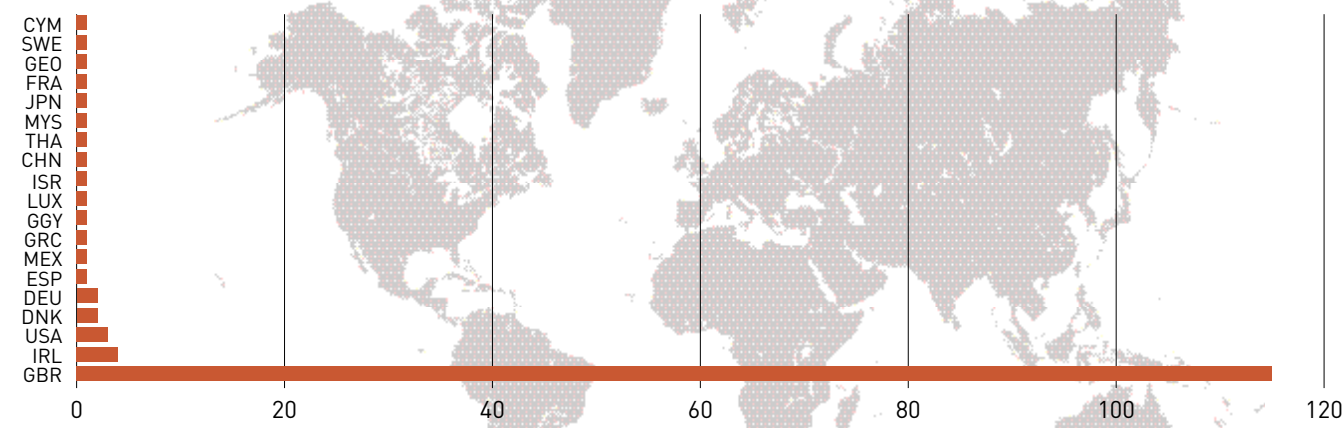 CYM
SWE
GEO
FRA
JPN
MYS
THA
CHN
ISR
LUX
GGY
GRC
MEX
ESP
DEU
DNK
USA
IRL
GBR
0 20 40 60 80 100 120